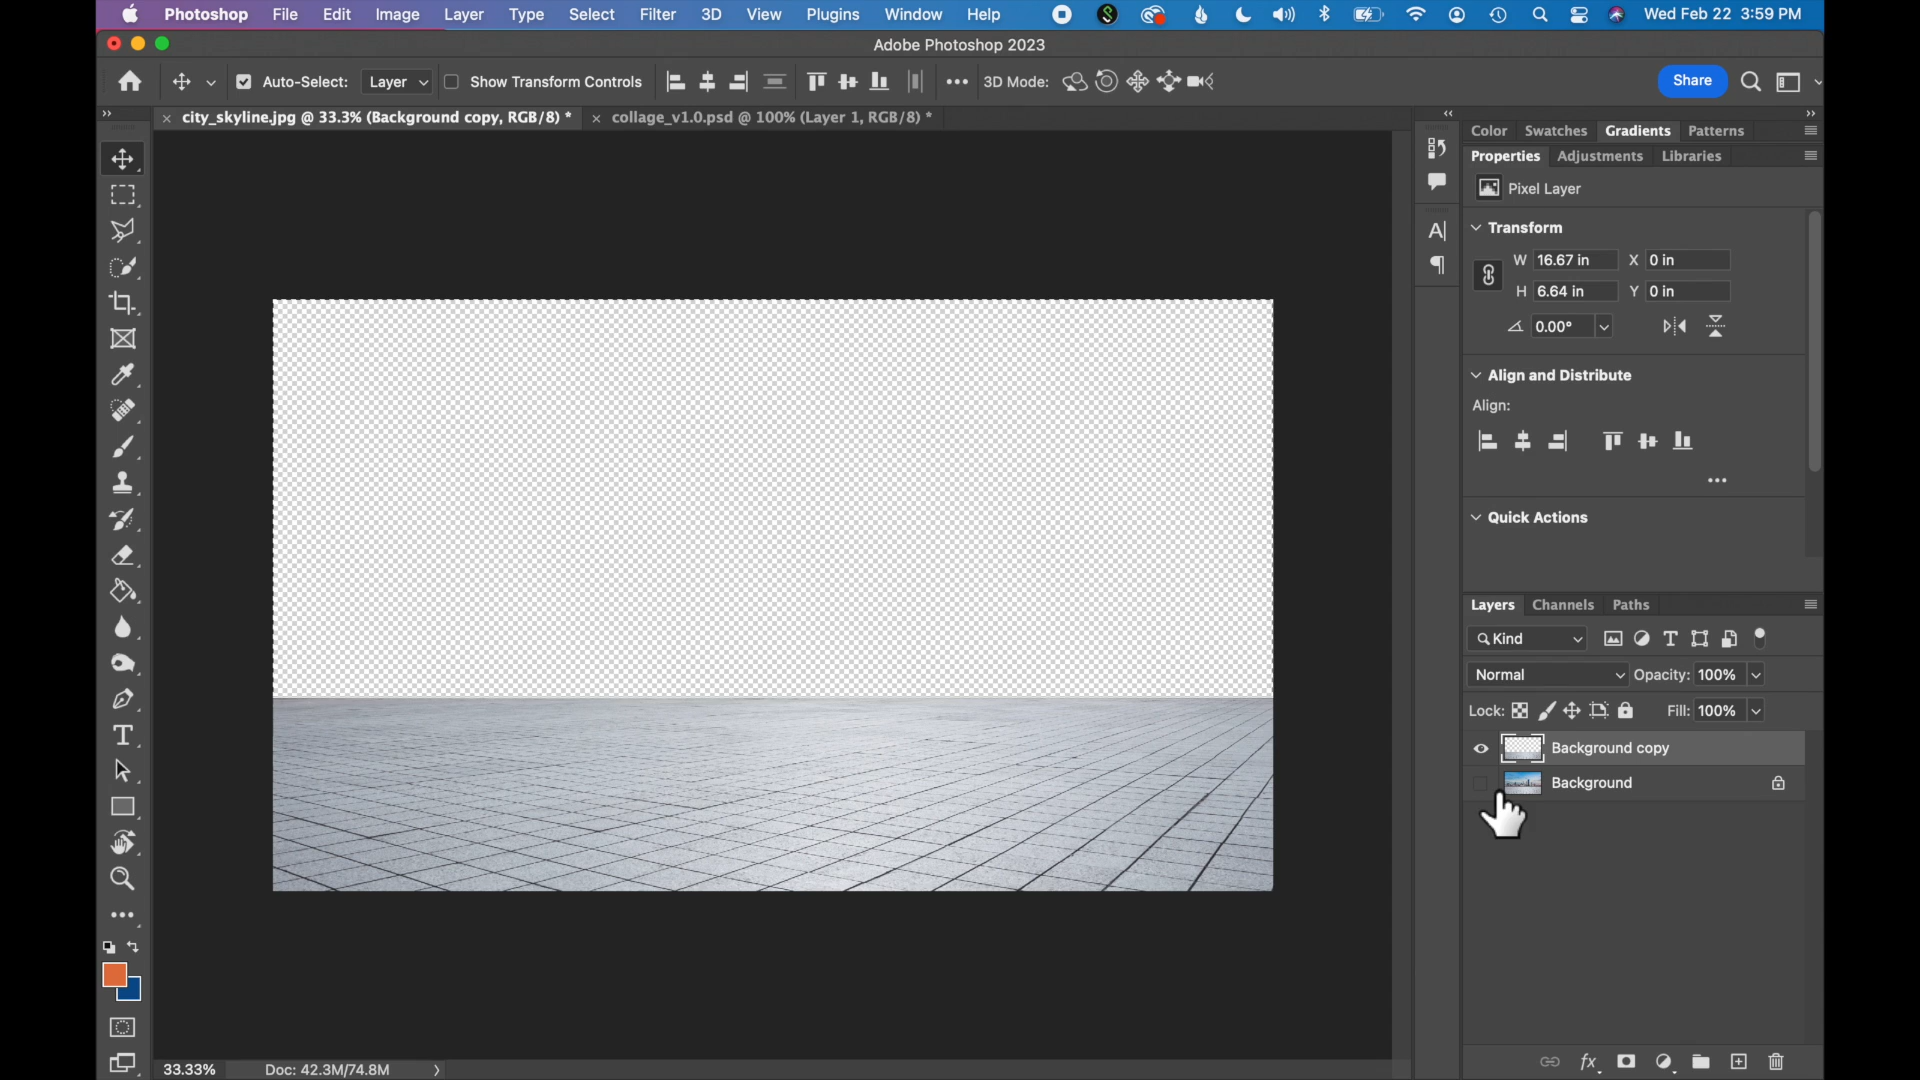 Photoshop File Edit Image Layer Type Select Filter 3D View Plugins Window Help Wed Feb 22 3:59 PM
Adobe Photoshop 2023
Auto-Select: Layer Show Transform Controls 3D Mode: Share
city_skyline.jpg @ 33.3% (Background copy, RGB/8) * collage_v1.0.psd @ 100% (Layer 1, RGB/8) *
Color Swatches Gradients Patterns
Properties Adjustments Libraries
Pixel Layer
Transform
W 16.67 in X 0 in
H 6.64 in Y 0 in
0.00°
Align and Distribute
Align:
Quick Actions
Layers Channels Paths
Kind
Normal Opacity: 100%
Lock: Fill: 100%
Background copy
Background
33.33% Doc: 42.3M/74.8M